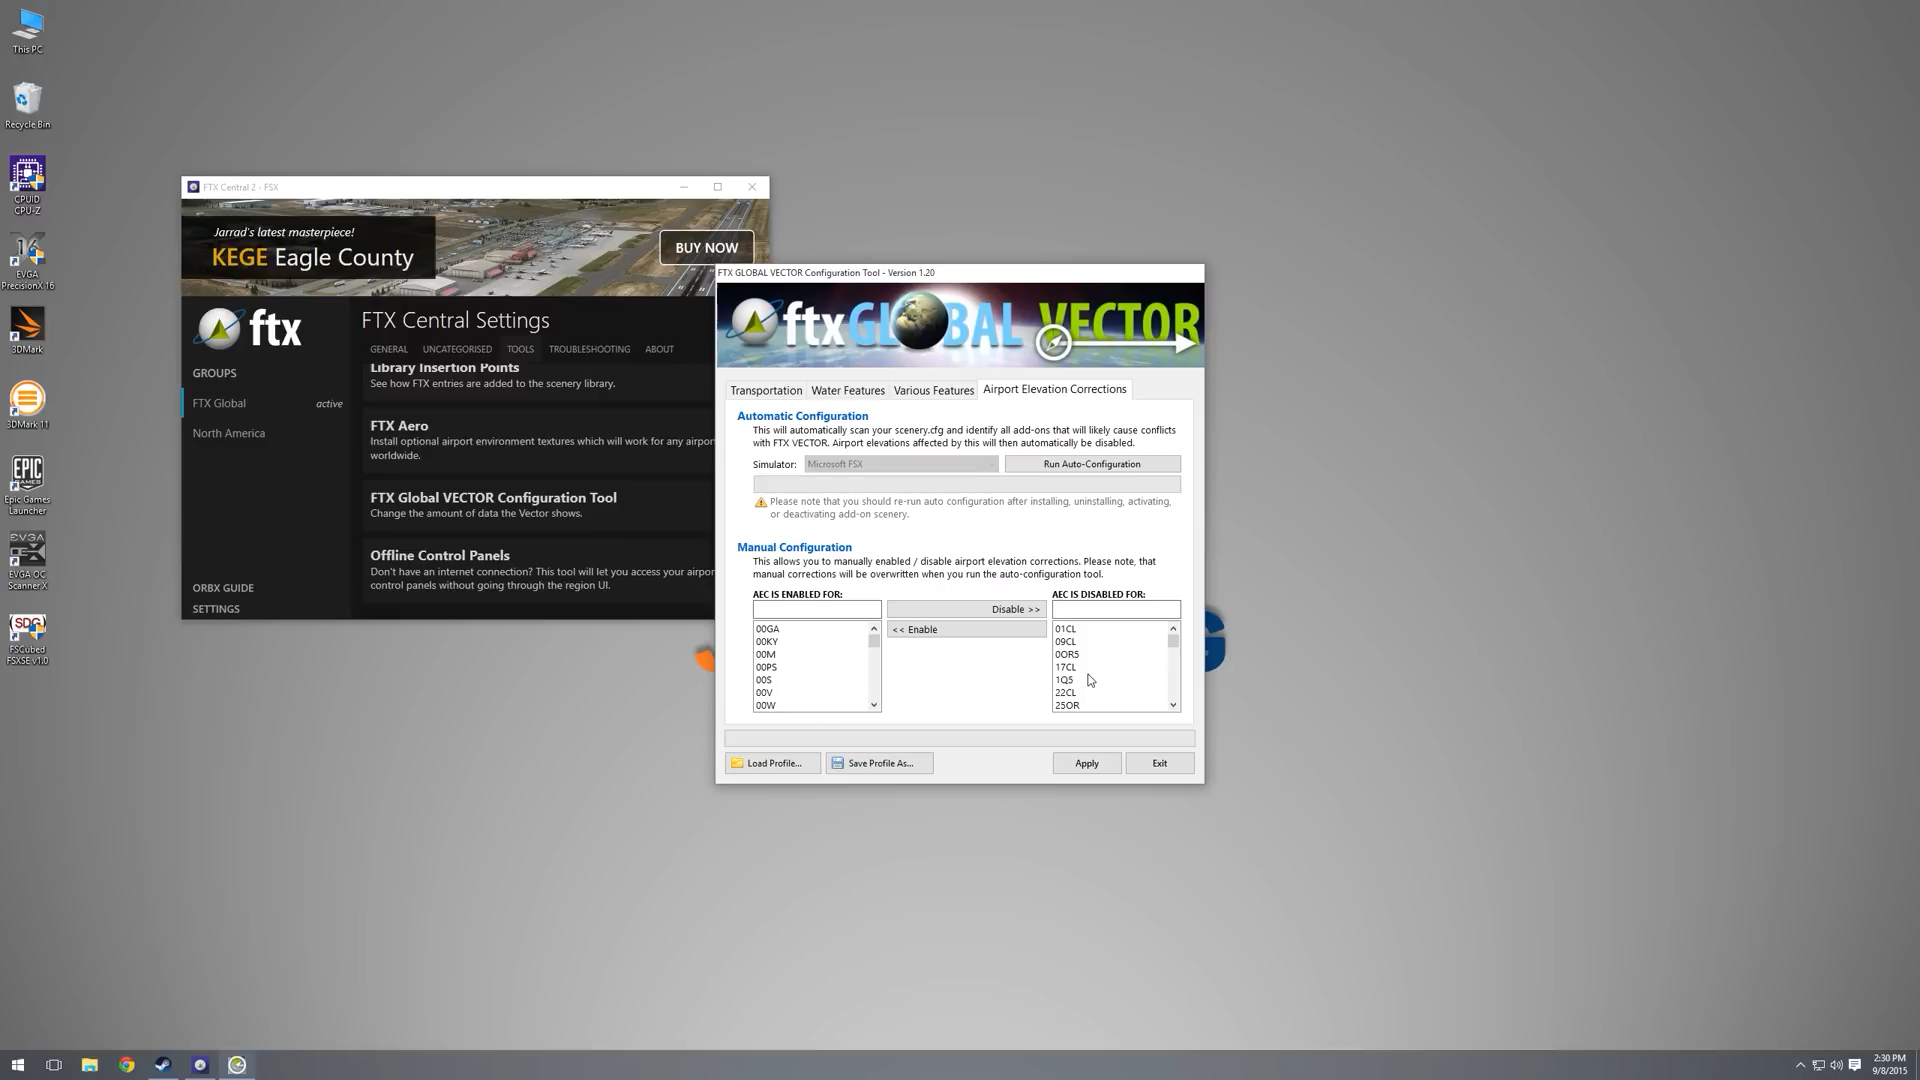 This PC
Recycle Bin
CPUID
CPU-Z
EVGA
PrecisionX 16
3DMark
3DMark 11
EPIC
GAMES
Epic Games
Launcher
EVGA
EVGA OC
Scanner X
SDG
FSCubed
FSXSE v1.0
FTX Central 2 - FSX
Jarrad's latest masterpiece!
KEGE Eagle County
BUY NOW
ftx
GROUPS
FTX Global active
North America
ORBX GUIDE
SETTINGS
FTX Central Settings
GENERAL UNCATEGORISED TOOLS TROUBLESHOOTING ABOUT
Library Insertion Points
See how FTX entries are added to the scenery library.
FTX Aero
Install optional airport environment textures which will work for any airpor
worldwide.
FTX Global VECTOR Configuration Tool
Change the amount of data the Vector shows.
Offline Control Panels
Don't have an internet connection? This tool will let you access your airpor
control panels without going through the region UI.
FTX GLOBAL VECTOR Configuration Tool - Version 1.20
ftxGLOBAL VECTOR
Transportation Water Features Various Features Airport Elevation Corrections
Automatic Configuration
This will automatically scan your scenery.cfg and identify all add-ons that will likely cause conflicts
with FTX VECTOR. Airport elevations affected by this will then automatically be disabled.
Simulator: Microsoft FSX Run Auto-Configuration
Please note that you should re-run auto configuration after installing, uninstalling, activating,
or deactivating add-on scenery.
Manual Configuration
This allows you to manually enabled / disable airport elevation corrections. Please note, that
manual corrections will be overwritten when you run the auto-configuration tool.
AEC IS ENABLED FOR: AEC IS DISABLED FOR:
Disable >>
<< Enable
00GA
00KY
00M
00PS
00S
00V
00W
01CL
09CL
0OR5
17CL
1Q5
22CL
25OR
Load Profile... Save Profile As... Apply Exit
2:30 PM
9/8/2015